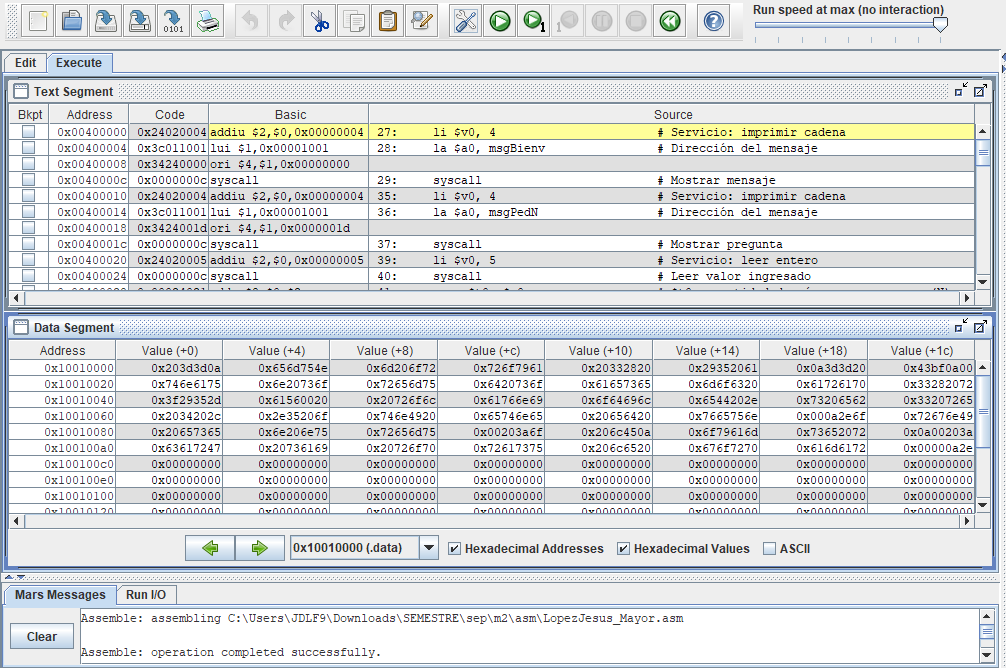 Run speed at max (no interaction)
0101
1
1
Edit Execute
Text Segment
Bkpt Address Code Basic Source
0x00400000 0x24020004 addiu $2,$0,0x00000004 27: li $v0, 4 # Servicio: imprimir cadena
0x00400004 0x3c011001 lui $1,0x00001001 28: la $a0, msgBienv # Dirección del mensaje
0x00400008 0x34240000 ori $4,$1,0x00000000
0x0040000c 0x0000000c syscall 29: syscall # Mostrar mensaje
0x00400010 0x24020004 addiu $2,$0,0x00000004 35: li $v0, 4 # Servicio: imprimir cadena
0x00400014 0x3c011001 lui $1,0x00001001 36: la $a0, msgPedN # Dirección del mensaje
0x00400018 0x3424001d ori $4,$1,0x0000001d
0x0040001c 0x0000000c syscall 37: syscall # Mostrar pregunta
0x00400020 0x24020005 addiu $2,$0,0x00000005 39: li $v0, 5 # Servicio: leer entero
0x00400024 0x0000000c syscall 40: syscall # Leer valor ingresado
Data Segment
Address Value (+0) Value (+4) Value (+8) Value (+c) Value (+10) Value (+14) Value (+18) Value (+1c)
0x10010000 0x203d3d0a 0x656d754e 0x6d206f72 0x726f7961 0x20332820 0x29352061 0x0a3d3d20 0x43bf0a00
0x10010020 0x746e6175 0x6e20736f 0x72656d75 0x6420736f 0x61657365 0x6d6f6320 0x61726170 0x33282072
0x10010040 0x3f29352d 0x61560020 0x20726f6c 0x61766e69 0x6f64696c 0x6544202e 0x73206562 0x33207265
0x10010060 0x2034202c 0x2e35206f 0x746e4920 0x65746e65 0x20656420 0x7665756e 0x000a2e6f 0x72676e49
0x10010080 0x20657365 0x6e206e75 0x72656d75 0x00203a6f 0x206c450a 0x6f79616d 0x73652072 0x0a00203a
0x100100a0 0x63617247 0x20736169 0x20726f70 0x72617375 0x206c6520 0x676f7270 0x616d6172 0x00000a2e
0x100100c0 0x00000000 0x00000000 0x00000000 0x00000000 0x00000000 0x00000000 0x00000000 0x00000000
0x100100e0 0x00000000 0x00000000 0x00000000 0x00000000 0x00000000 0x00000000 0x00000000 0x00000000
0x10010100 0x00000000 0x00000000 0x00000000 0x00000000 0x00000000 0x00000000 0x00000000 0x00000000
0x10010120 0x00000000 0x00000000 0x00000000 0x00000000 0x00000000 0x00000000 0x00000000 0x00000000
0x10010000 (.data) Hexadecimal Addresses Hexadecimal Values ASCII
Mars Messages Run I/O
Assemble: assembling C:\Users\JDLF9\Downloads\SEMESTRE\sep\m2\asm\LopezJesus_Mayor.asm
Clear
Assemble: operation completed successfully.